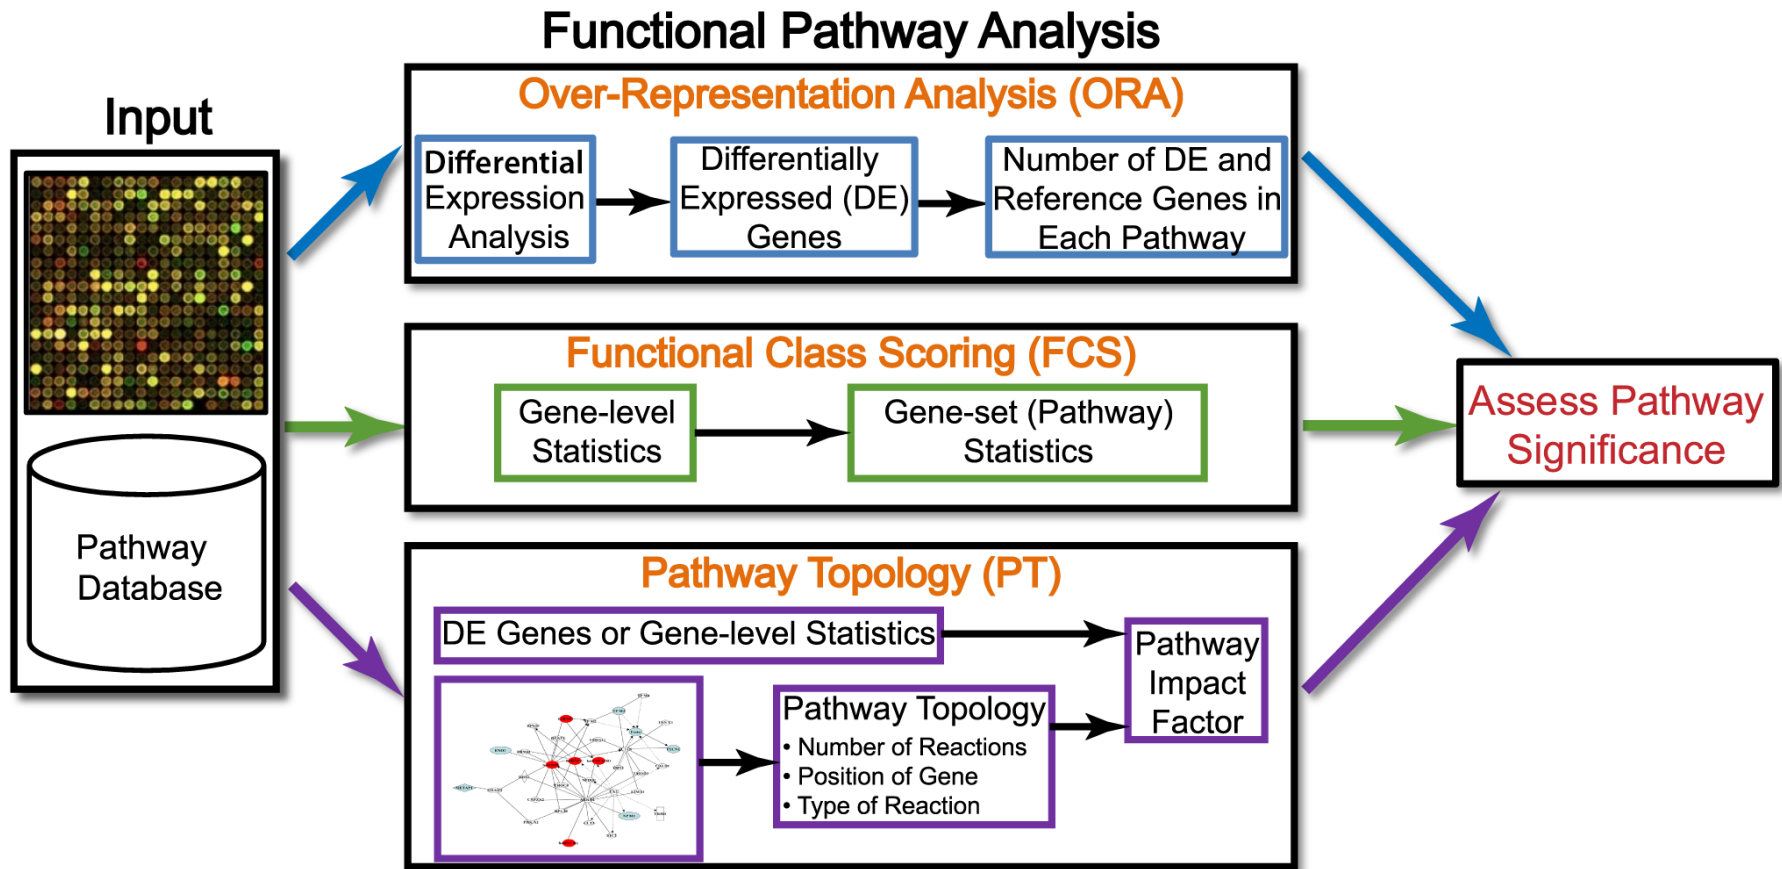 Functional Pathway Analysis
Input
Pathway
Database
Over-Representation Analysis (ORA)
Differential
Expression
Analysis
Differentially
Expressed (DE)
Genes
Number of DE and
Reference Genes in
Each Pathway
Functional Class Scoring (FCS)
Gene-level
Statistics
Gene-set (Pathway)
Statistics
Pathway Topology (PT)
DE Genes or Gene-level Statistics
Pathway Topology
• Number of Reactions
• Position of Gene
• Type of Reaction
Pathway
Impact
Factor
Assess Pathway
Significance